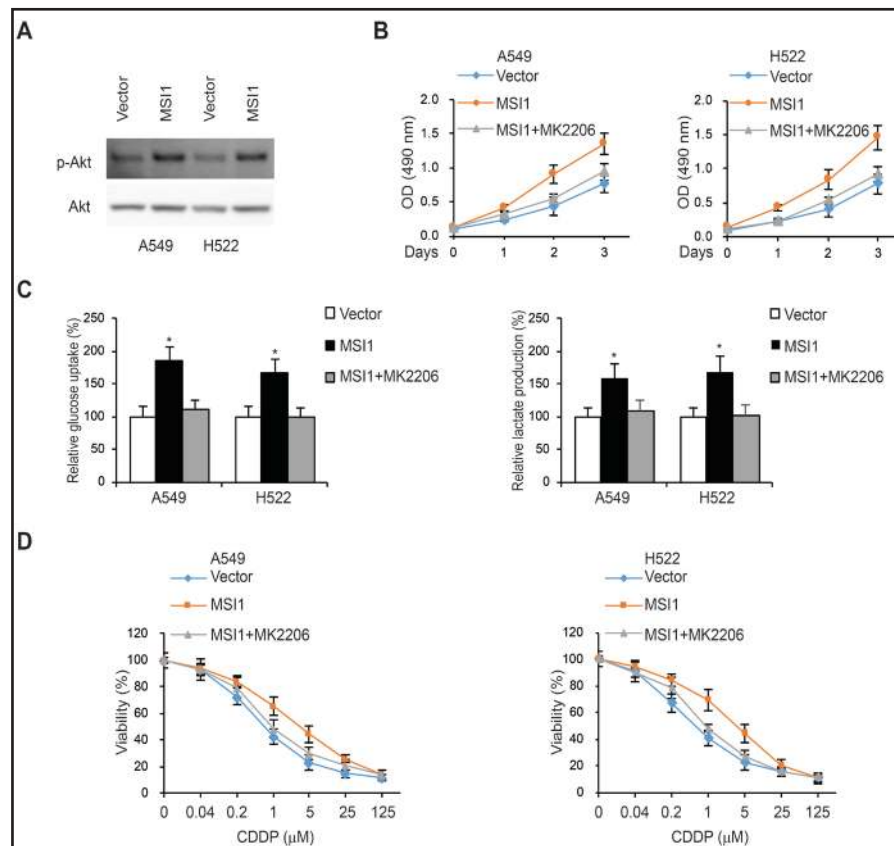 A
Vector
MSI1
Vector
MSI1
p-Akt
Akt
A549 H522
B
A549
Vector
MSI1
MSI1+MK2206
OD (490 nm)
2.0
1.5
1.0
0.5
0.0
Days 0 1 2 3
H522
Vector
MSI1
MSI1+MK2206
OD (490 nm)
2.0
1.5
1.0
0.5
0.0
Days 0 1 2 3
C
Relative glucose uptake (%)
250
200
150
100
50
0
* *
A549 H522
Vector
MSI1
MSI1+MK2206
Relative lactate production (%)
250
200
150
100
50
0
* *
A549 H522
Vector
MSI1
MSI1+MK2206
D
A549
Vector
MSI1
MSI1+MK2206
Viability (%)
120
100
80
60
40
20
0
0 0.04 0.2 1 5 25 125
CDDP (μM)
H522
Vector
MSI1
MSI1+MK2206
Viability (%)
120
100
80
60
40
20
0
0 0.04 0.2 1 5 25 125
CDDP (μM)